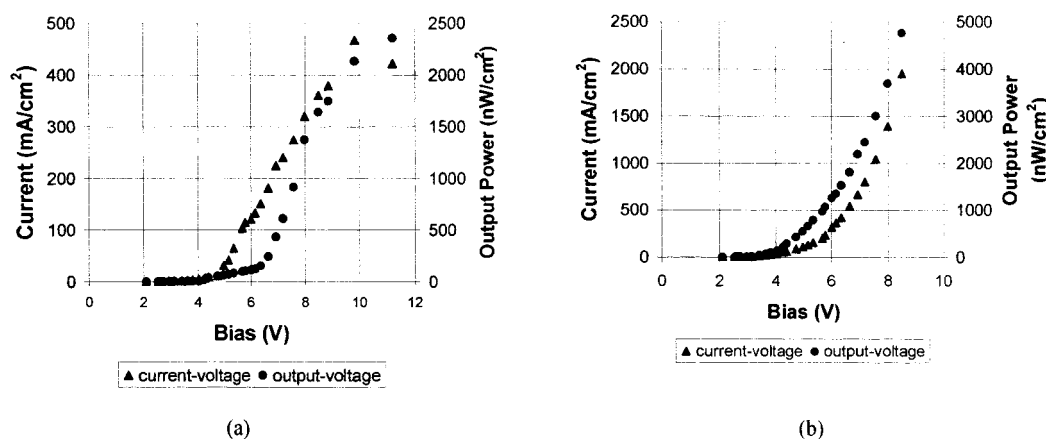 500
400
300
200
100
0
Current (mA/cm²)
2500
2000
1500
1000
500
0
Output Power (nW/cm²)
0 2 4 6 8 10 12
Bias (V)
▲ current-voltage ● output-voltage
(a)
2500
2000
1500
1000
500
0
Current (mA/cm²)
5000
4000
3000
2000
1000
0
Output Power
(nW/cm²)
0 2 4 6 8 10
Bias (V)
▲ current-voltage ● output-voltage
(b)